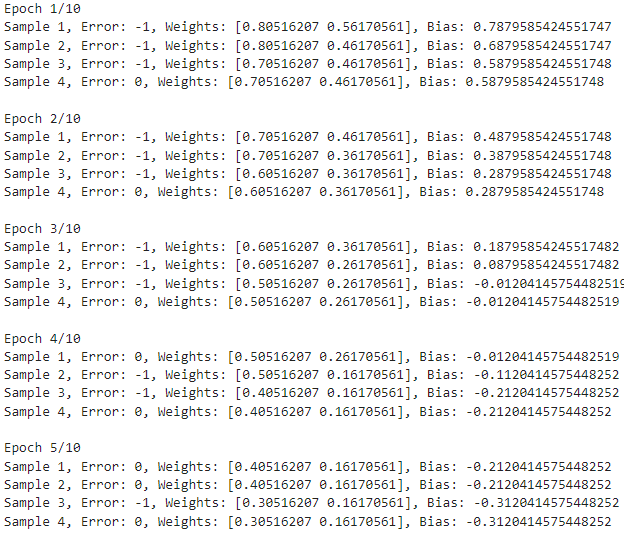 Epoch 1/10
Sample 1, Error: -1, Weights: [0.80516207 0.56170561], Bias: 0.7879585424551747
Sample 2, Error: -1, Weights: [0.80516207 0.46170561], Bias: 0.6879585424551747
Sample 3, Error: -1, Weights: [0.70516207 0.46170561], Bias: 0.5879585424551748
Sample 4, Error: 0, Weights: [0.70516207 0.46170561], Bias: 0.5879585424551748
Epoch 2/10
Sample 1, Error: -1, Weights: [0.70516207 0.46170561], Bias: 0.4879585424551748
Sample 2, Error: -1, Weights: [0.70516207 0.36170561], Bias: 0.3879585424551748
Sample 3, Error: -1, Weights: [0.60516207 0.36170561], Bias: 0.2879585424551748
Sample 4, Error: 0, Weights: [0.60516207 0.36170561], Bias: 0.2879585424551748
Epoch 3/10
Sample 1, Error: -1, Weights: [0.60516207 0.36170561], Bias: 0.18795854245517482
Sample 2, Error: -1, Weights: [0.60516207 0.26170561], Bias: 0.08795854245517482
Sample 3, Error: -1, Weights: [0.50516207 0.26170561], Bias: -0.01204145754482519
Sample 4, Error: 0, Weights: [0.50516207 0.26170561], Bias: -0.01204145754482519
Epoch 4/10
Sample 1, Error: 0, Weights: [0.50516207 0.26170561], Bias: -0.01204145754482519
Sample 2, Error: -1, Weights: [0.50516207 0.16170561], Bias: -0.1120414575448252
Sample 3, Error: -1, Weights: [0.40516207 0.16170561], Bias: -0.2120414575448252
Sample 4, Error: 0, Weights: [0.40516207 0.16170561], Bias: -0.2120414575448252
Epoch 5/10
Sample 1, Error: 0, Weights: [0.40516207 0.16170561], Bias: -0.2120414575448252
Sample 2, Error: 0, Weights: [0.40516207 0.16170561], Bias: -0.2120414575448252
Sample 3, Error: -1, Weights: [0.30516207 0.16170561], Bias: -0.3120414575448252
Sample 4, Error: 0, Weights: [0.30516207 0.16170561], Bias: -0.3120414575448252